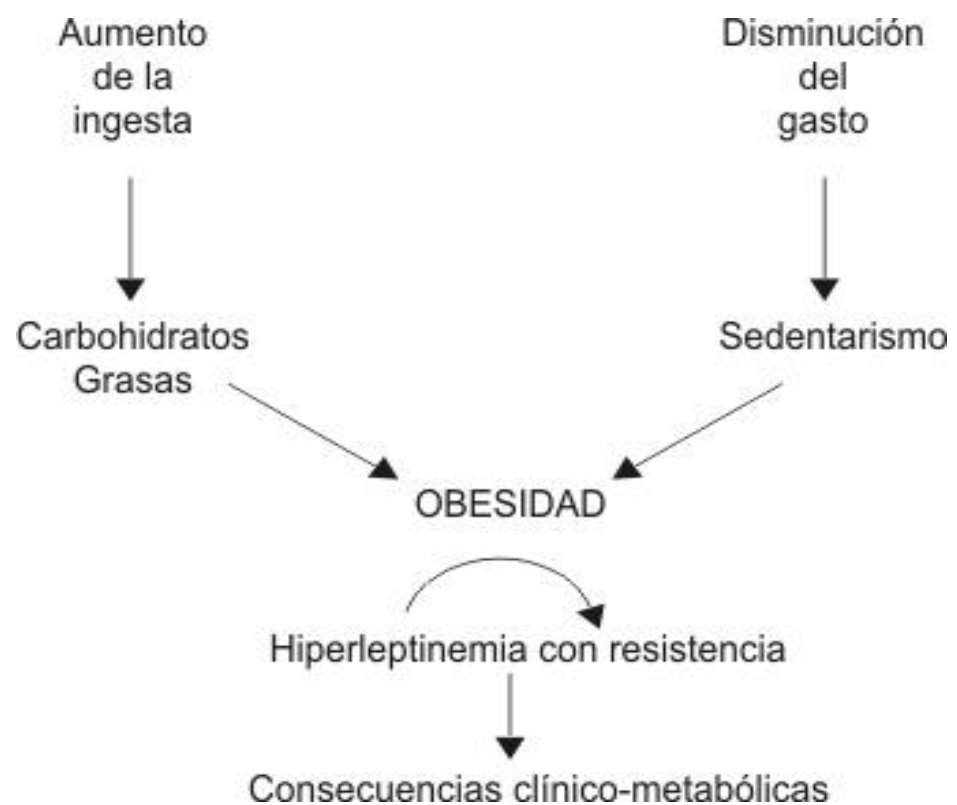 Aumento
de la
ingesta
Disminución
del
gasto
Carbohidratos
Grasas
Sedentarismo
OBESIDAD
Hiperleptinemia con resistencia
Consecuencias clínico-metabólicas